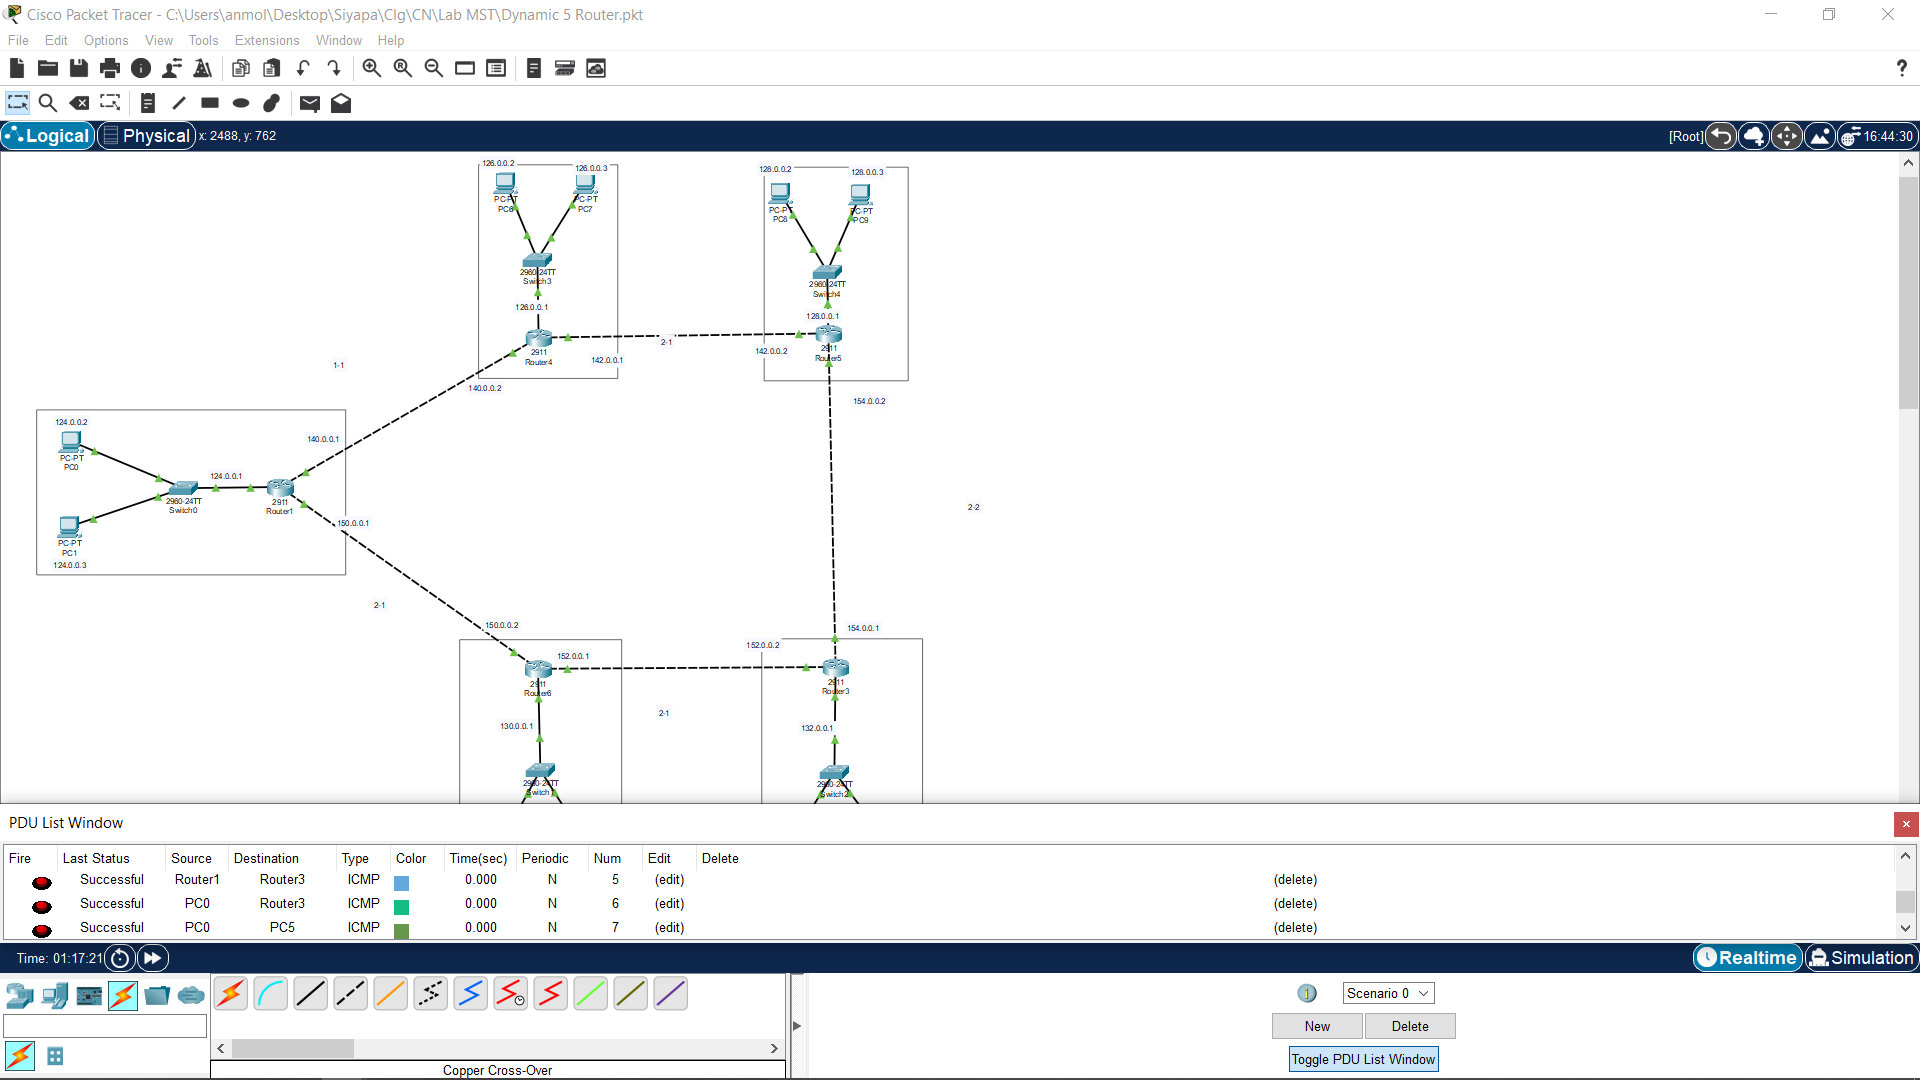 Cisco Packet Tracer - C:\Users\anmol\Desktop\Siyapa\Clg\CN\Lab MST\Dynamic 5 Router.pkt
File Edit Options View Tools Extensions Window Help
?
Logical Physical x: 2488, y: 762 [Root] 16:44:30
126.0.0.2 126.0.0.3
PC-PT PC6
PC-PT PC7
2960-24TT Switch3
126.0.0.1
2911 Router4
142.0.0.1
140.0.0.2
128.0.0.2 128.0.0.3
PC-PT PC8
PC-PT PC9
2960-24TT Switch4
128.0.0.1
2911 Router5
142.0.0.2
2-1
1-1
154.0.0.2
124.0.0.2
PC-PT PC0
140.0.0.1
124.0.0.1
2960-24TT Switch0
2911 Router1
150.0.0.1
PC-PT PC1
124.0.0.3
2-2
2-1
150.0.0.2
152.0.0.1
2911 Router6
130.0.0.1
2960-24TT
154.0.0.1
152.0.0.2
2911 Router3
2-1
132.0.0.1
2960-24TT Switch2
PDU List Window
Fire Last Status Source Destination Type Color Time(sec) Periodic Num Edit Delete
Successful Router1 Router3 ICMP 0.000 N 5 (edit) (delete)
Successful PC0 Router3 ICMP 0.000 N 6 (edit) (delete)
Successful PC0 PC5 ICMP 0.000 N 7 (edit) (delete)
Time: 01:17:21 Realtime Simulation
Scenario 0
New Delete
Toggle PDU List Window
Copper Cross-Over